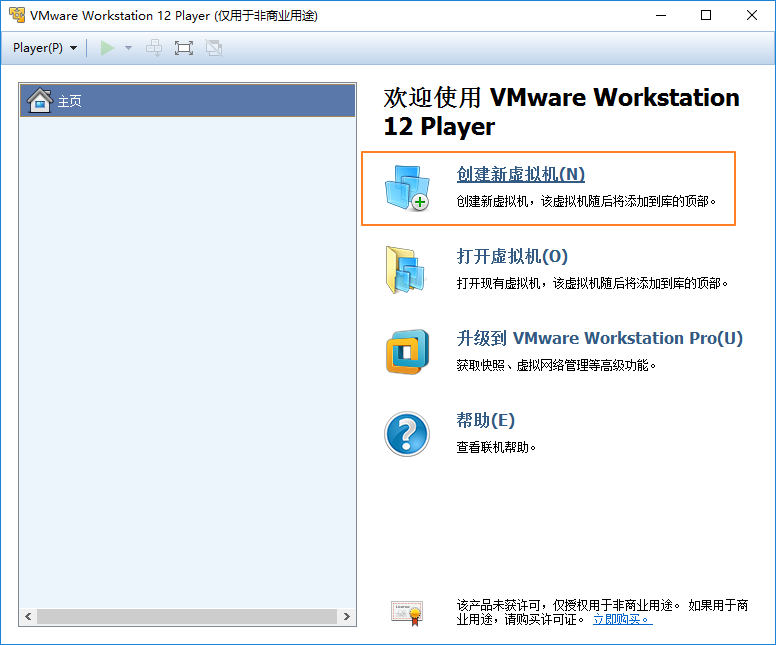 VMware Workstation 12 Player (仅用于非商业用途)
Player(P)
主页
欢迎使用 VMware Workstation
12 Player
创建新虚拟机(N)
创建新虚拟机，该虚拟机随后将添加到库的顶部。
打开虚拟机(O)
打开现有虚拟机，该虚拟机随后将添加到库的顶部。
升级到 VMware Workstation Pro(U)
获取快照、虚拟网络管理等高级功能。
帮助(E)
查看联机帮助。
License
该产品未获许可，仅授权用于非商业用途。 如果用于商
业用途，请购买许可证。 立即购买。